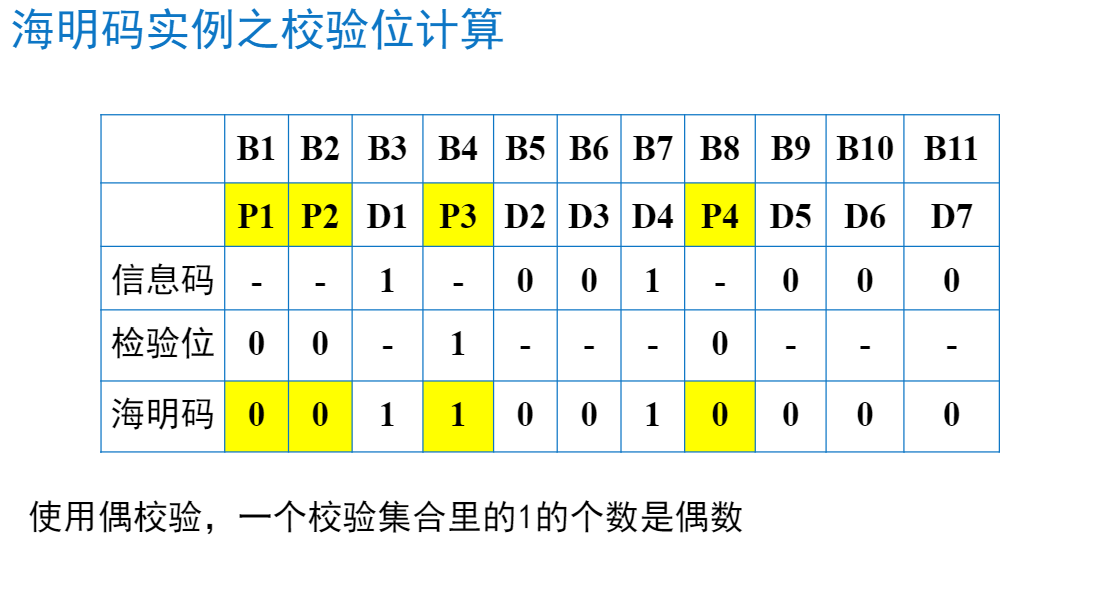 海明码实例之校验位计算
B1 B2 B3 B4 B5 B6 B7 B8 B9 B10 B11
P1 P2 D1 P3 D2 D3 D4 P4 D5 D6 D7
信息码 - - 1 - 0 0 1 - 0 0 0
检验位 0 0 - 1 - - - 0 - - -
海明码 0 0 1 1 0 0 1 0 0 0 0
使用偶校验，一个校验集合里的1的个数是偶数